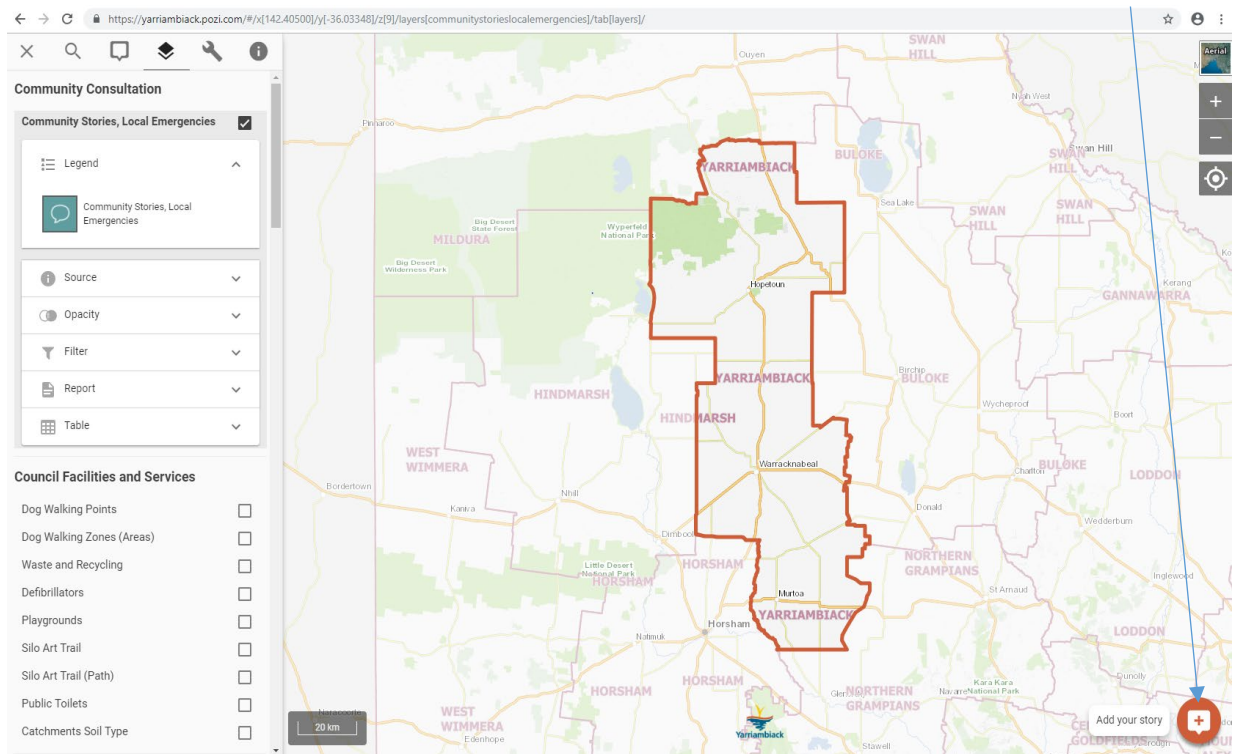 https://yarriambiack.pozi.com/#/x[142.40500]/y[-36.03348]/z[9]/layers[communitystorieslocalemergencies]/tab[layers]/
Community Consultation
Community Stories, Local Emergencies
Legend
Community Stories, Local
Emergencies
Source
Opacity
Filter
Report
Table
Council Facilities and Services
Dog Walking Points
Dog Walking Zones (Areas)
Waste and Recycling
Defibrillators
Playgrounds
Silo Art Trail
Silo Art Trail (Path)
Public Toilets
Catchments Soil Type
SWAN
HILL
Ouyen
Aerial
Nyah West
Pinnaroo
YARRIAMBIACK
BULOKE
SWAN
HILL
Swan Hill
Sea Lake
SWAN
HILL
SWAN
HILL
Big Desert
State Forest
Wyperfeld
National Park
MILDURA
Big Desert
Wilderness Park
Hopetoun
Kerang
GANNAWARRA
YARRIAMBIACK
Birchip
BULOKE
HINDMARSH
HINDMARSH
Wycheproof
Boort
WEST
WIMMERA
Warracknabeal
Charlton
BULOKE
LODDON
Bordertown
Nhill
Kaniva
Donald
Wedderburn
Dimboola
Little Desert
National Park
HORSHAM
HORSHAM
NORTHERN
GRAMPIANS
Inglewood
St Arnaud
Murtoa
YARRIAMBIACK
Horsham
Natimuk
LODDON
HORSHAM
HORSHAM
Kara Kara
National Park
Navarre
NORTHERN
GRAMPIANS
Dunolly
Naracoorte
20 km
WEST
WIMMERA
Edenhope
Yarriambiack
Stawell
Add your story
GOLDFIELDS